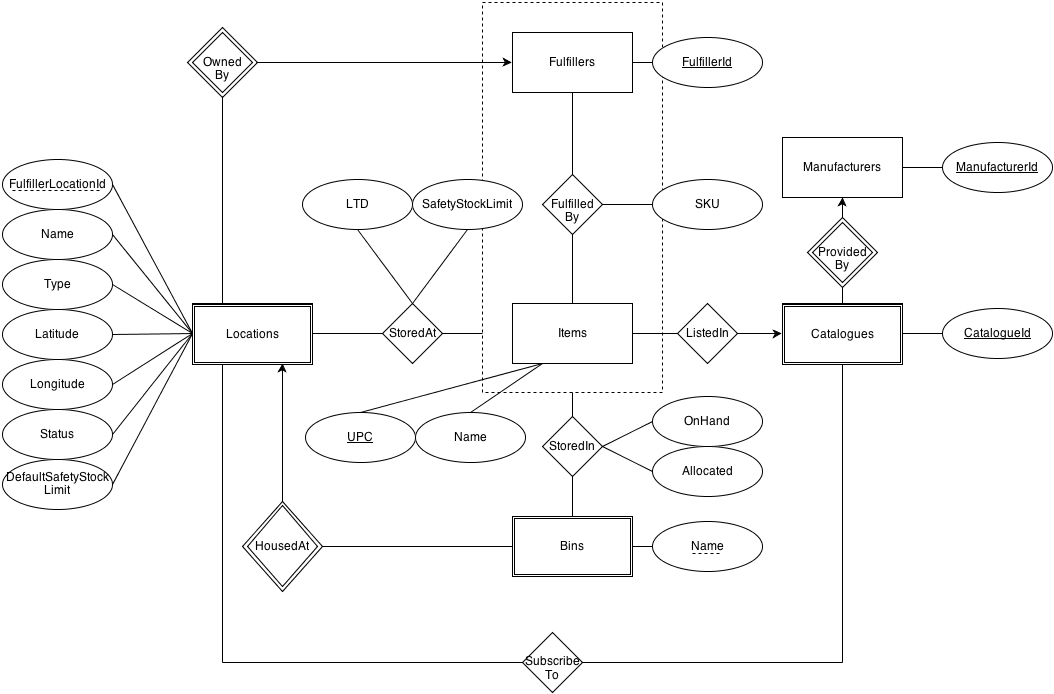 Owned
By
Fulfillers
FulfillerId
Manufacturers
ManufacturerId
FulfillerLocationId
Name
Type
Latitude
Longitude
Status
DefaultSafetyStock
Limit
LTD
SafetyStockLimit
Fulfilled
By
SKU
Provided
By
Locations
StoredAt
Items
ListedIn
Catalogues
CatalogueId
UPC
Name
OnHand
StoredIn
Allocated
HousedAt
Bins
Name
Subscribe
To